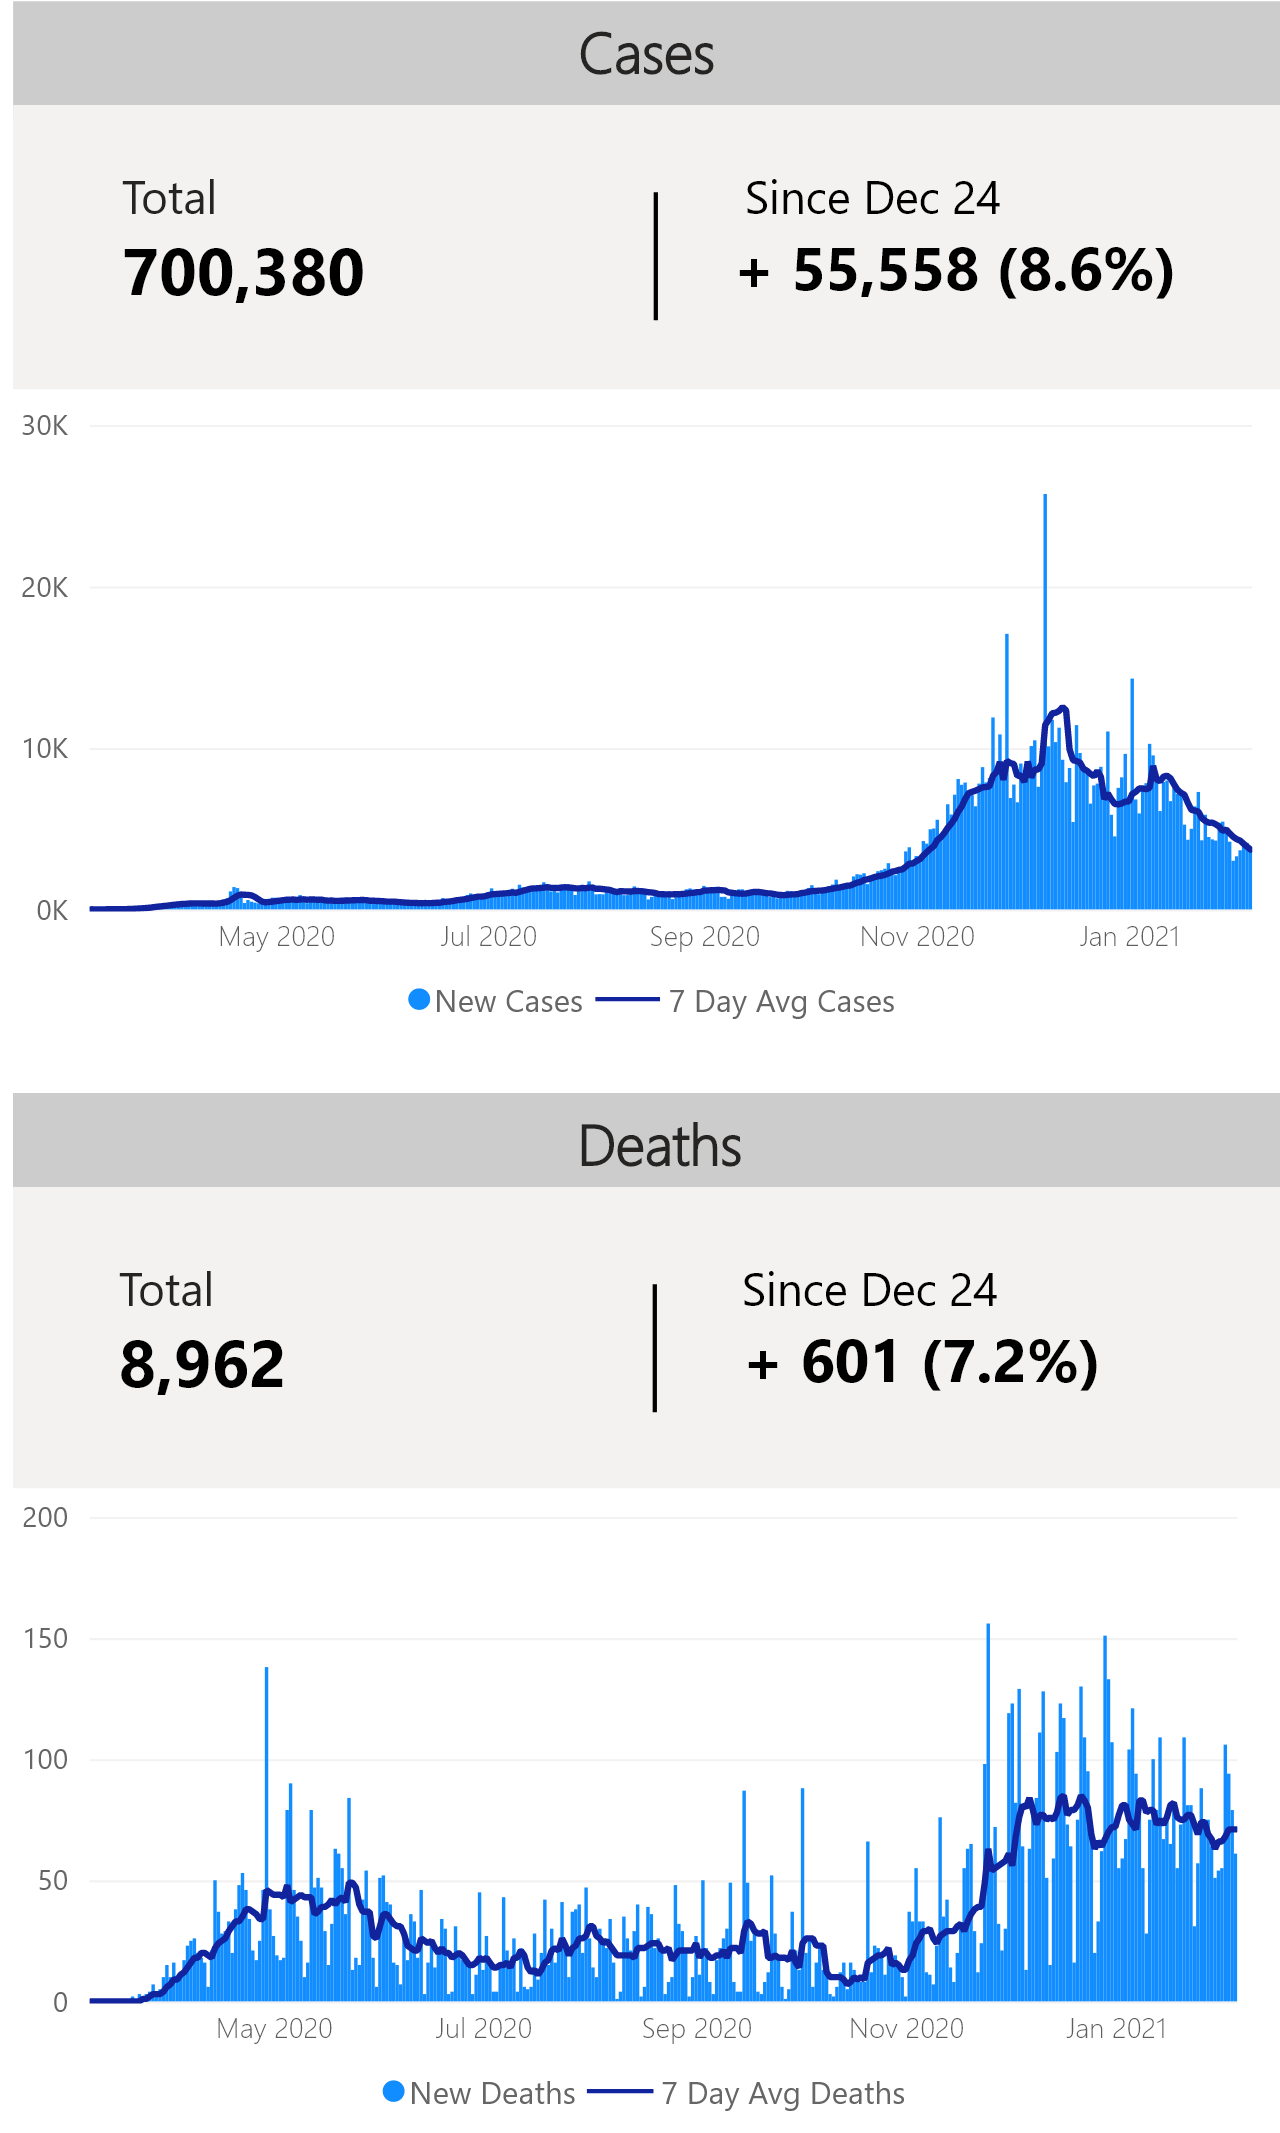 Cases
Total
Since Dec 24
700,380
+ 55,558 (8.6%)
30K
20K
10K
0K
May 2020
Jul 2020
Sep 2020
Nov 2020
Jan 2021
New Cases
7 Day Avg Cases
Deaths
Total
Since Dec 24
8,962
+ 601 (7.2%)
200
150
100
50
0
May 2020
Jul 2020
Sep 2020
Nov 2020
Jan 2021
New Deaths
7 Day Avg Deaths